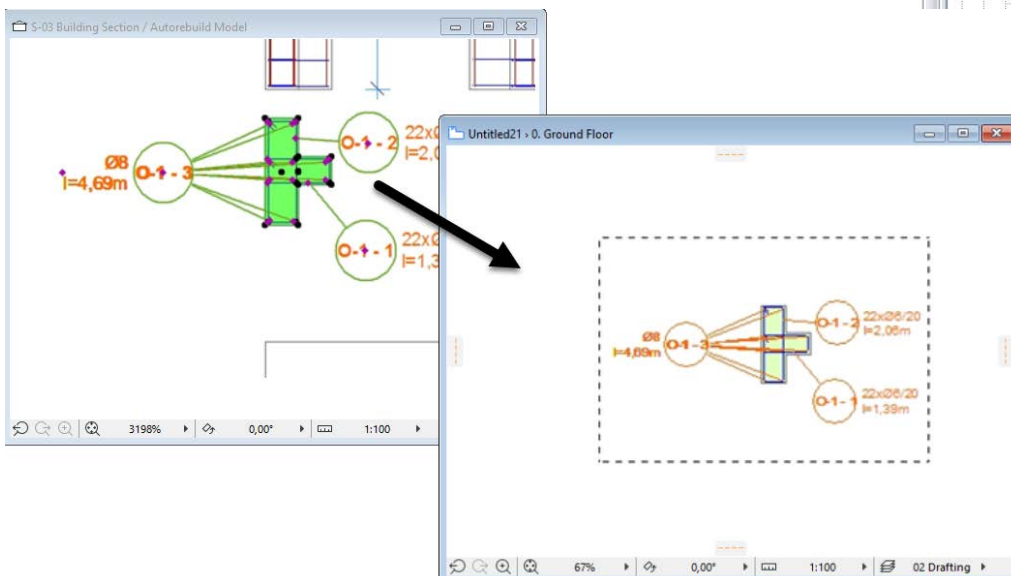 S-03 Building Section / Autorebuild Model
O-1 - 2
22xØ
l=2,0
Ø8
l=4,69m
O-1 - 3
O-1 - 1
22xØ
l=1,3
3198%
0,00°
1:100
Untitled21 › 0. Ground Floor
O-1 - 2
22xØ6/20
l=2,06m
Ø8
l=4,69m
O-1 - 3
O-1 - 1
22xØ6/20
l=1,39m
67%
0,00°
1:100
02 Drafting